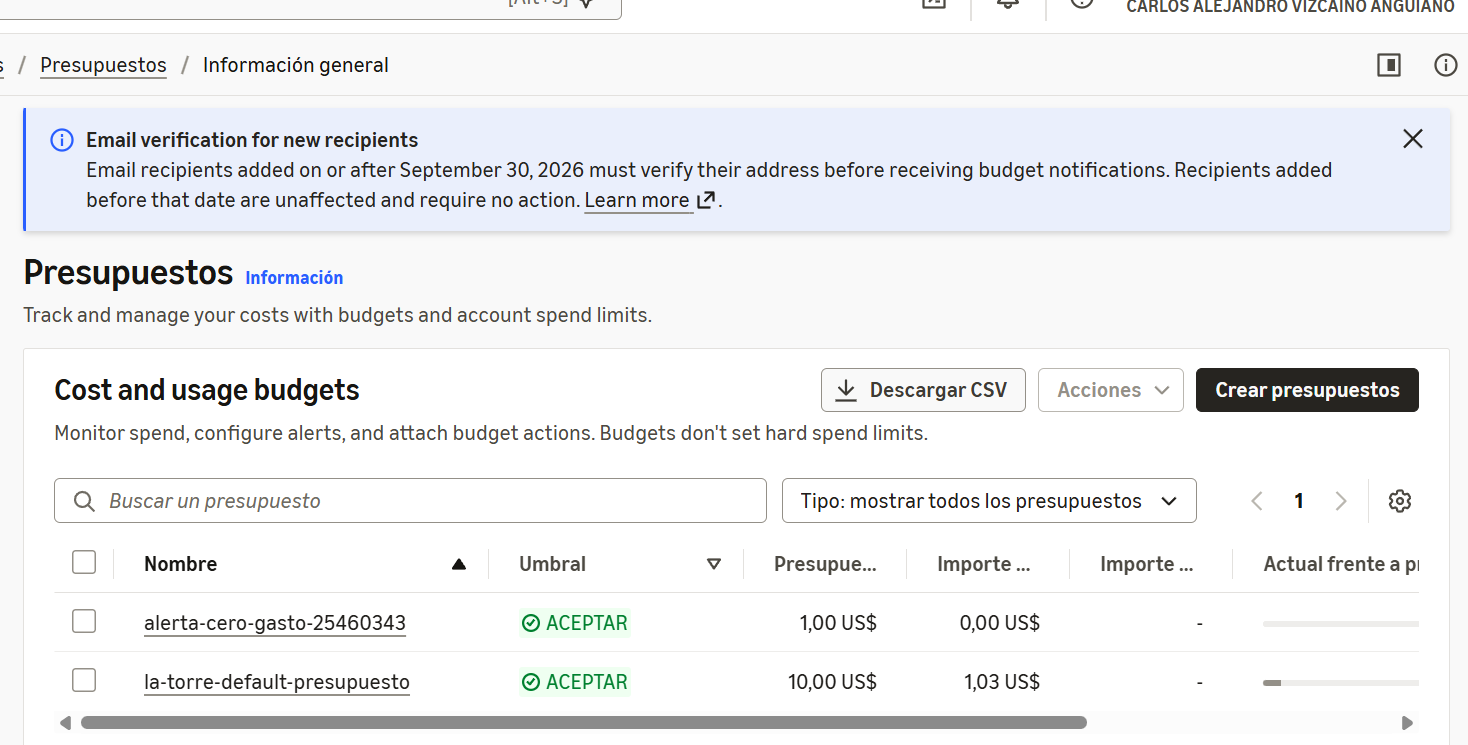 CARLOS ALEJANDRO VIZCAINO ANGUIANO
/ Presupuestos / Información general
Email verification for new recipients
Email recipients added on or after September 30, 2026 must verify their address before receiving budget notifications. Recipients added
before that date are unaffected and require no action. Learn more .
Presupuestos Información
Track and manage your costs with budgets and account spend limits.
Cost and usage budgets
Descargar CSV
Acciones
Crear presupuestos
Monitor spend, configure alerts, and attach budget actions. Budgets don't set hard spend limits.
Buscar un presupuesto
Tipo: mostrar todos los presupuestos
1
Nombre Umbral Presupue... Importe ... Importe ... Actual frente a
alerta-cero-gasto-25460343 ACEPTAR 1,00 US$ 0,00 US$ -
la-torre-default-presupuesto ACEPTAR 10,00 US$ 1,03 US$ -